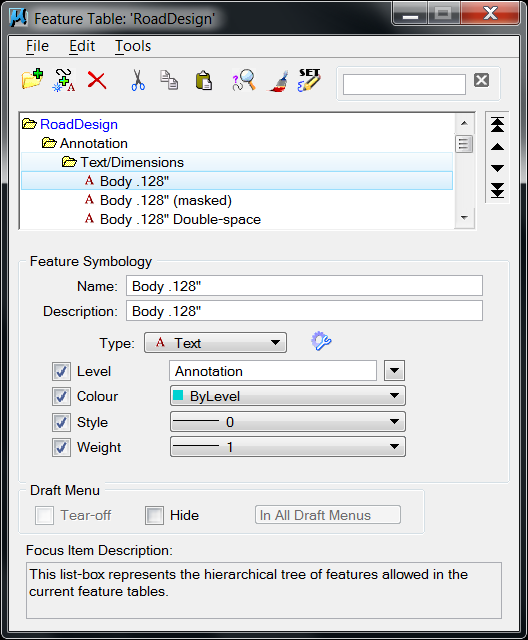 Feature Table: 'RoadDesign'
File Edit Tools
SET
RoadDesign
Annotation
Text/Dimensions
A Body .128"
A Body .128" (masked)
A Body .128" Double-space
Feature Symbology
Name: Body .128"
Description: Body .128"
Type: A Text
Level Annotation
Colour ByLevel
Style 0
Weight 1
Draft Menu
Tear-off Hide In All Draft Menus
Focus Item Description:
This list-box represents the hierarchical tree of features allowed in the
current feature tables.